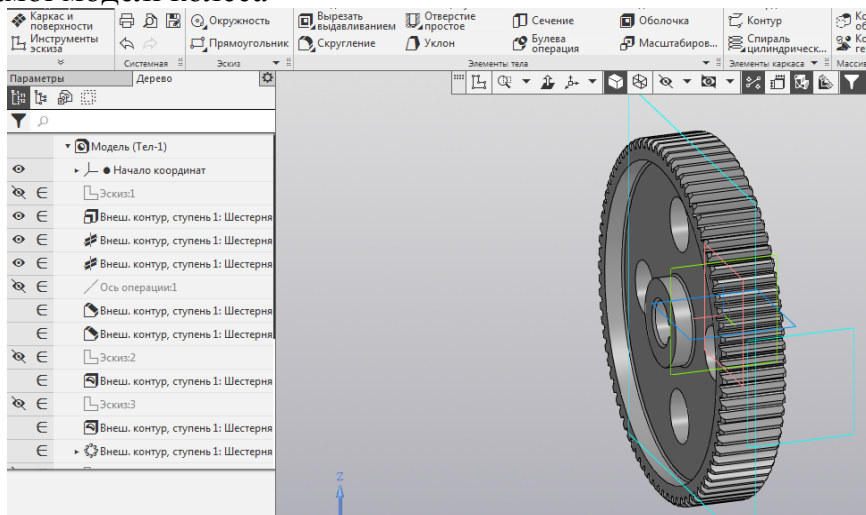 Каркас и поверхности
Инструменты эскиза
Системная
Окружность
Прямоугольник
Эскиз
Вырезать выдавливанием
Скругление
Отверстие простое
Уклон
Сечение
Булева операция
Оболочка
Масштабиров...
Элементы тела
Контур
Спираль цилиндрическ...
Элементы каркаса
Массив
Параметры
Дерево
Модель (Тел-1)
Начало координат
Эскиз:1
Внеш. контур, ступень 1: Шестерня
Внеш. контур, ступень 1: Шестерня
Внеш. контур, ступень 1: Шестерня
Ось операции:1
Внеш. контур, ступень 1: Шестерня
Внеш. контур, ступень 1: Шестерня
Эскиз:2
Внеш. контур, ступень 1: Шестерня
Эскиз:3
Внеш. контур, ступень 1: Шестерня
Внеш. контур, ступень 1: Шестерня
Z